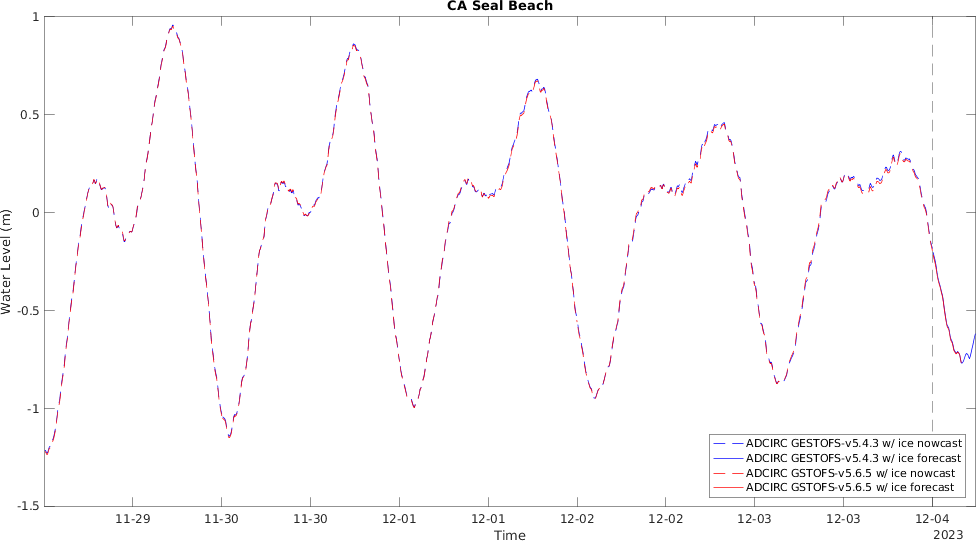 CA Seal Beach
1
0.5
0
-0.5
-1
-1.5
Water Level (m)
11-29
11-30
11-30
12-01
12-01
12-02
12-02
12-03
12-03
12-04
Time
2023
ADCIRC GESTOFS-v5.4.3 w/ ice nowcast
ADCIRC GESTOFS-v5.4.3 w/ ice forecast
ADCIRC GSTOFS-v5.6.5 w/ ice nowcast
ADCIRC GSTOFS-v5.6.5 w/ ice forecast